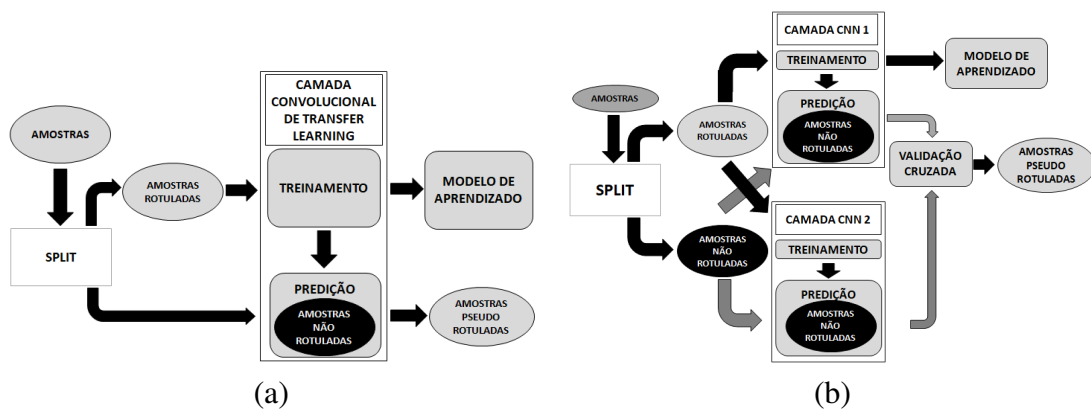 AMOSTRAS
SPLIT
AMOSTRAS
ROTULADAS
CAMADA
CONVOLUCIONAL
DE TRANSFER
LEARNING
TREINAMENTO
MODELO DE
APRENDIZADO
PREDIÇÃO
AMOSTRAS
NÃO
ROTULADAS
AMOSTRAS
PSEUDO
ROTULADAS
(a)
AMOSTRAS
SPLIT
AMOSTRAS
ROTULADAS
AMOSTRAS
NÃO
ROTULADAS
CAMADA CNN 1
TREINAMENTO
PREDIÇÃO
AMOSTRAS
NÃO
ROTULADAS
MODELO DE
APRENDIZADO
VALIDAÇÃO
CRUZADA
AMOSTRAS
PSEUDO
ROTULADAS
CAMADA CNN 2
TREINAMENTO
PREDIÇÃO
AMOSTRAS
NÃO
ROTULADAS
(b)